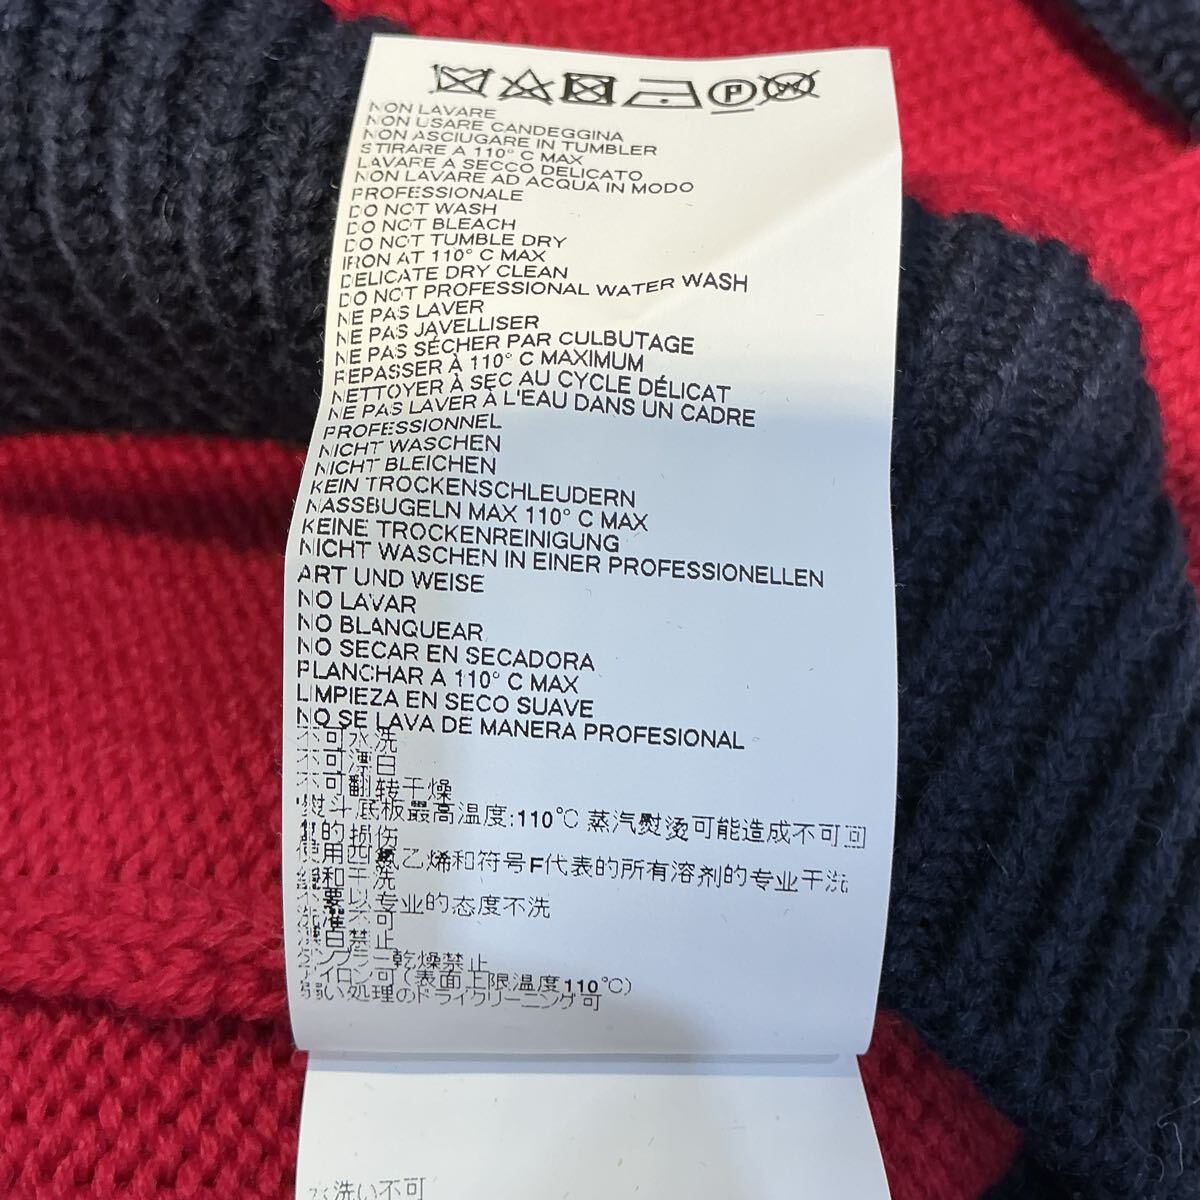 NON LAVARE
NON USARE CANDEGGINA
NON ASCIUGARE IN TUMBLER
STIRARE A 110° C MAX
LAVARE A SECCO DELICATO
NON LAVARE AD ACQUA IN MODO
PROFESSIONALE
DO NOT WASH
DO NOT BLEACH
DO NOT TUMBLE DRY
IRON AT 110° C MAX
DELICATE DRY CLEAN
DO NOT PROFESSIONAL WATER WASH
NE PAS LAVER
NE PAS JAVELLISER
NE PAS SÉCHER PAR CULBUTAGE
REPASSER À 110° C MAXIMUM
NETTOYER À SEC AU CYCLE DÉLICAT
NE PAS LAVER À L'EAU DANS UN CADRE
PROFESSIONNEL
NICHT WASCHEN
NICHT BLEICHEN
KEIN TROCKENSCHLEUDERN
NASSBUGELN MAX 110° C MAX
KEINE TROCKENREINIGUNG
NICHT WASCHEN IN EINER PROFESSIONELLEN
ART UND WEISE
NO LAVAR
NO BLANQUEAR
NO SECAR EN SECADORA
PLANCHAR A 110° C MAX
LIMPIEZA EN SECO SUAVE
NO SE LAVA DE MANERA PROFESIONAL
不可水洗
不可漂白
不可翻转干燥
熨斗底板最高温度:110°C 蒸汽熨烫可能造成不可回
的损伤
使用四氯乙烯和符号F代表的所有溶剂的专业干洗
缓和干洗
不要以专业的态度不洗
洗濯不可
漂白禁止
タンブラー乾燥禁止
アイロン可(表面上限温度110°C)
弱い処理のドライクリーニング可
水洗い不可